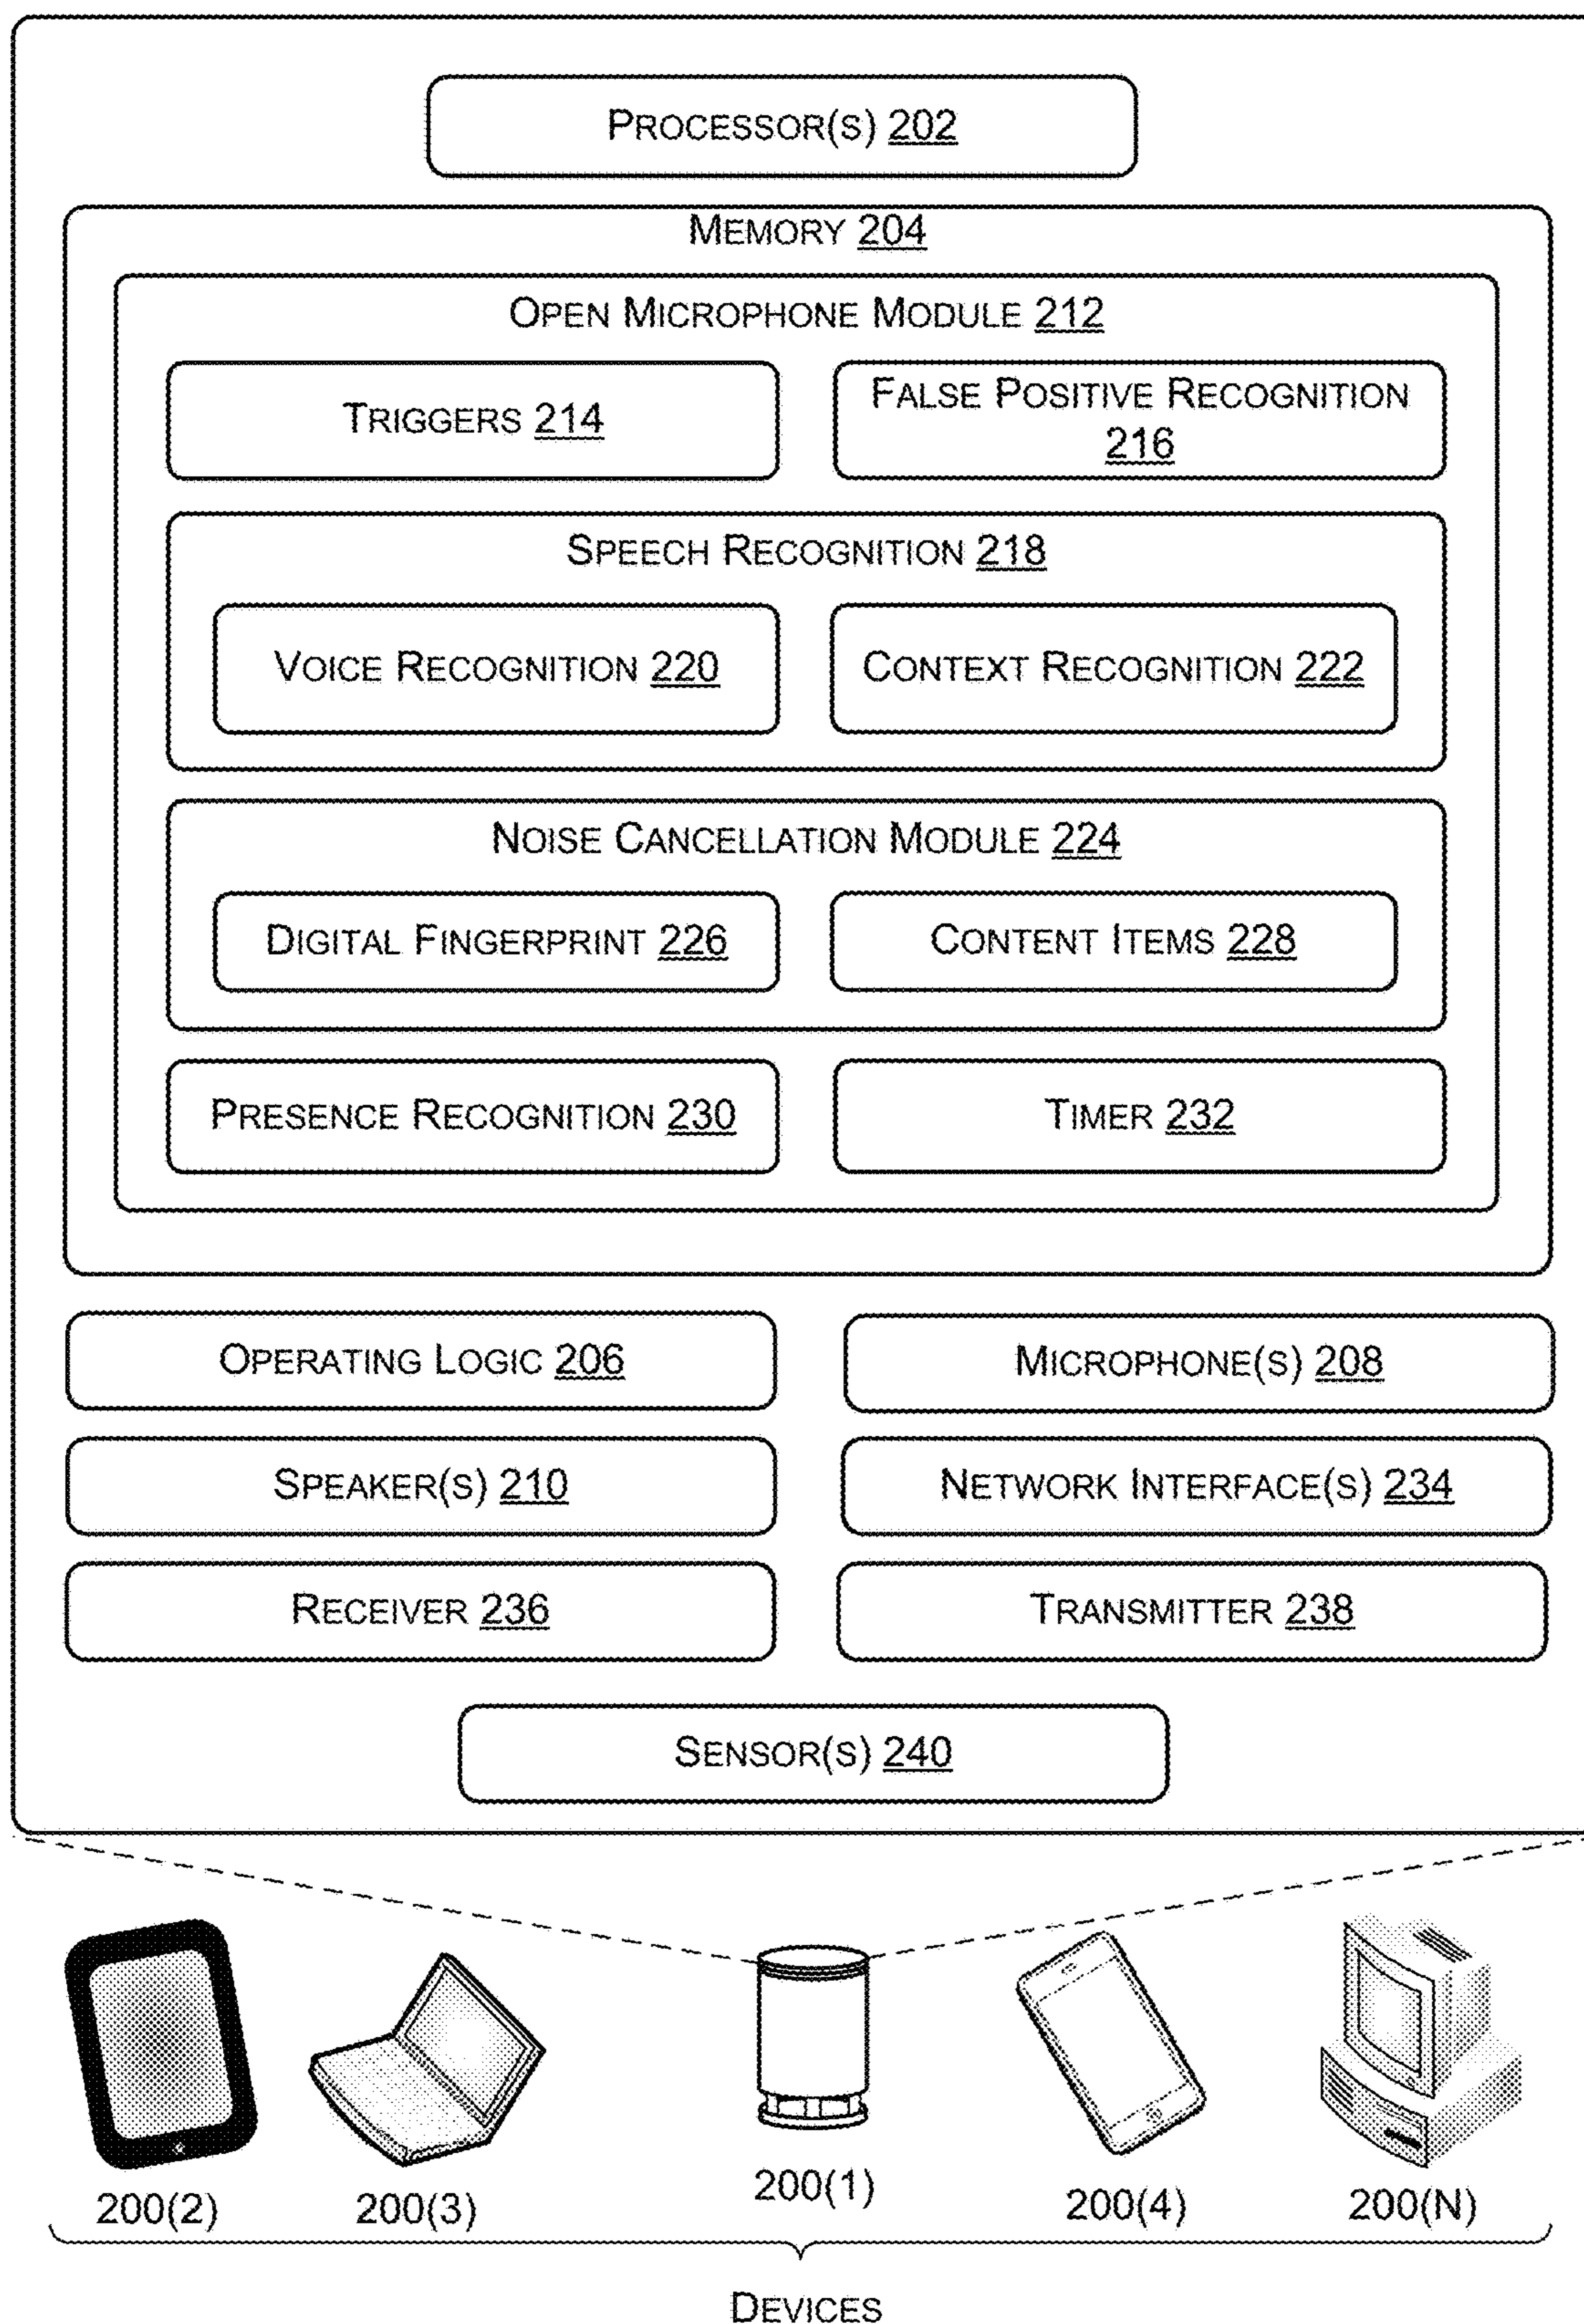 PROCESSOR(S) 202
MEMORY 204
OPEN MICROPHONE MODULE 212
TRIGGERS 214
FALSE POSITIVE RECOGNITION
216
SPEECH RECOGNITION 218
VOICE RECOGNITION 220
CONTEXT RECOGNITION 222
NOISE CANCELLATION MODULE 224
DIGITAL FINGERPRINT 226
CONTENT ITEMS 228
PRESENCE RECOGNITION 230
TIMER 232
OPERATING LOGIC 206
MICROPHONE(S) 208
SPEAKER(S) 210
NETWORK INTERFACE(S) 234
RECEIVER 236
TRANSMITTER 238
SENSOR(S) 240
200(2)
200(3)
200(1)
200(4)
200(N)
DEVICES